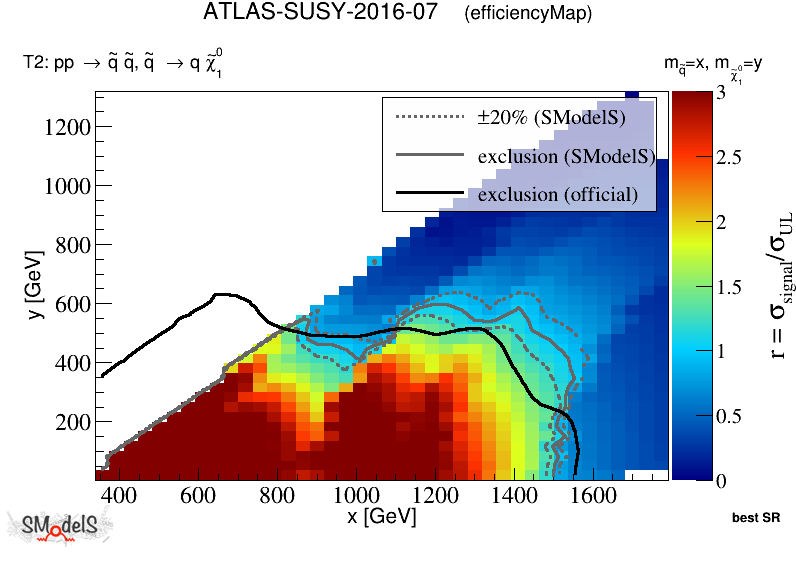 ATLAS-SUSY-2016-07 (efficiencyMap)
T2: pp → q̃ q̃, q̃ → q χ̃₁⁰
m_q̃=x, m_χ̃₁⁰=y
±20% (SModelS)
exclusion (SModelS)
exclusion (official)
1200
1000
800
600
400
200
y [GeV]
400 600 800 1000 1200 1400 1600
x [GeV]
3
2.5
2
1.5
1
0.5
0
r = σ_signal/σ_UL
SModelS
best SR